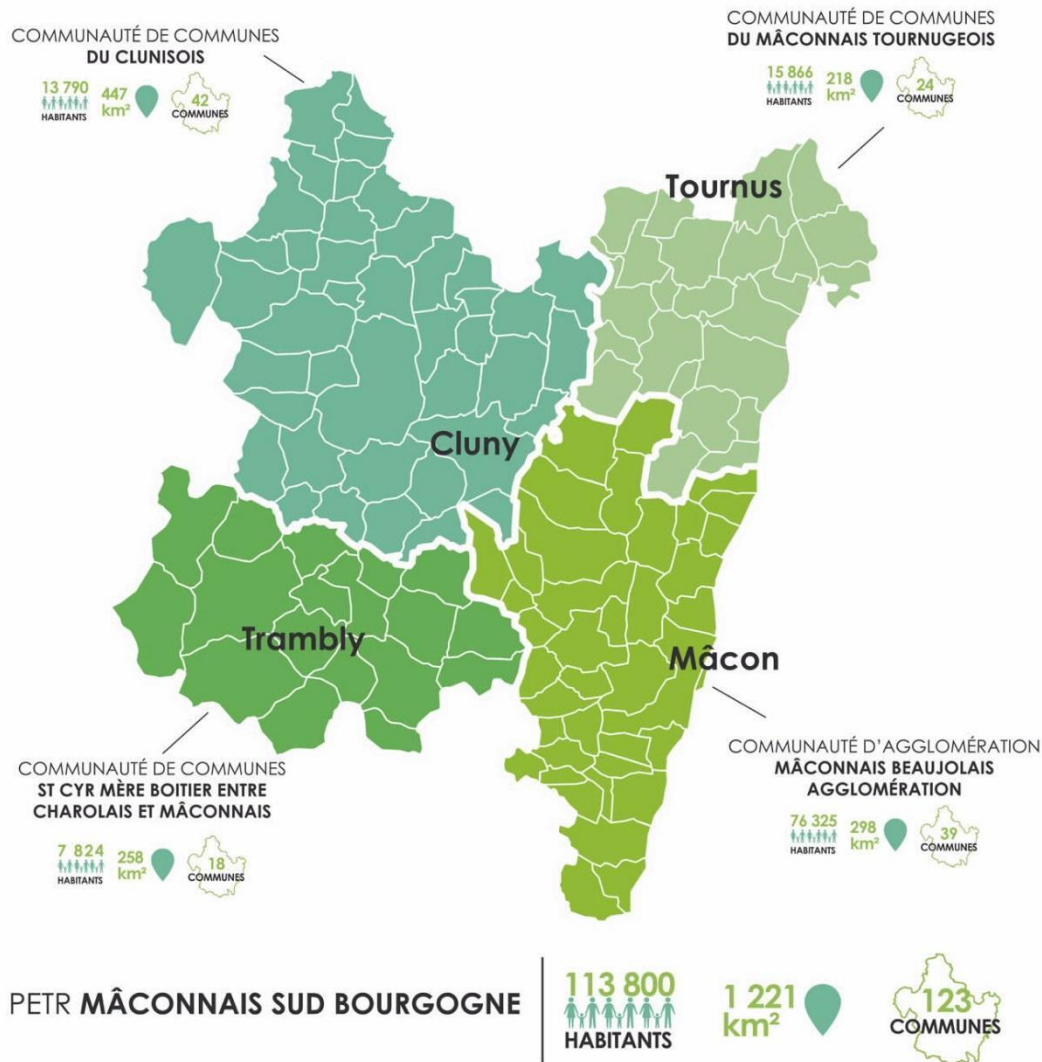 COMMUNAUTÉ DE COMMUNES
DU CLUNISOIS
13 790
HABITANTS
447
km²
42
COMMUNES
COMMUNAUTÉ DE COMMUNES
DU MÂCONNAIS TOURNUGEOIS
15 866
HABITANTS
218
km²
24
COMMUNES
Tournus
Cluny
Trambly
Mâcon
COMMUNAUTÉ DE COMMUNES
ST CYR MÈRE BOITIER ENTRE
CHAROLAIS ET MÂCONNAIS
7 824
HABITANTS
258
km²
18
COMMUNES
COMMUNAUTÉ D'AGGLOMÉRATION
MÂCONNAIS BEAUJOLAIS
AGGLOMÉRATION
76 325
HABITANTS
298
km²
39
COMMUNES
PETR MÂCONNAIS SUD BOURGOGNE
113 800
HABITANTS
1 221
km²
123
COMMUNES